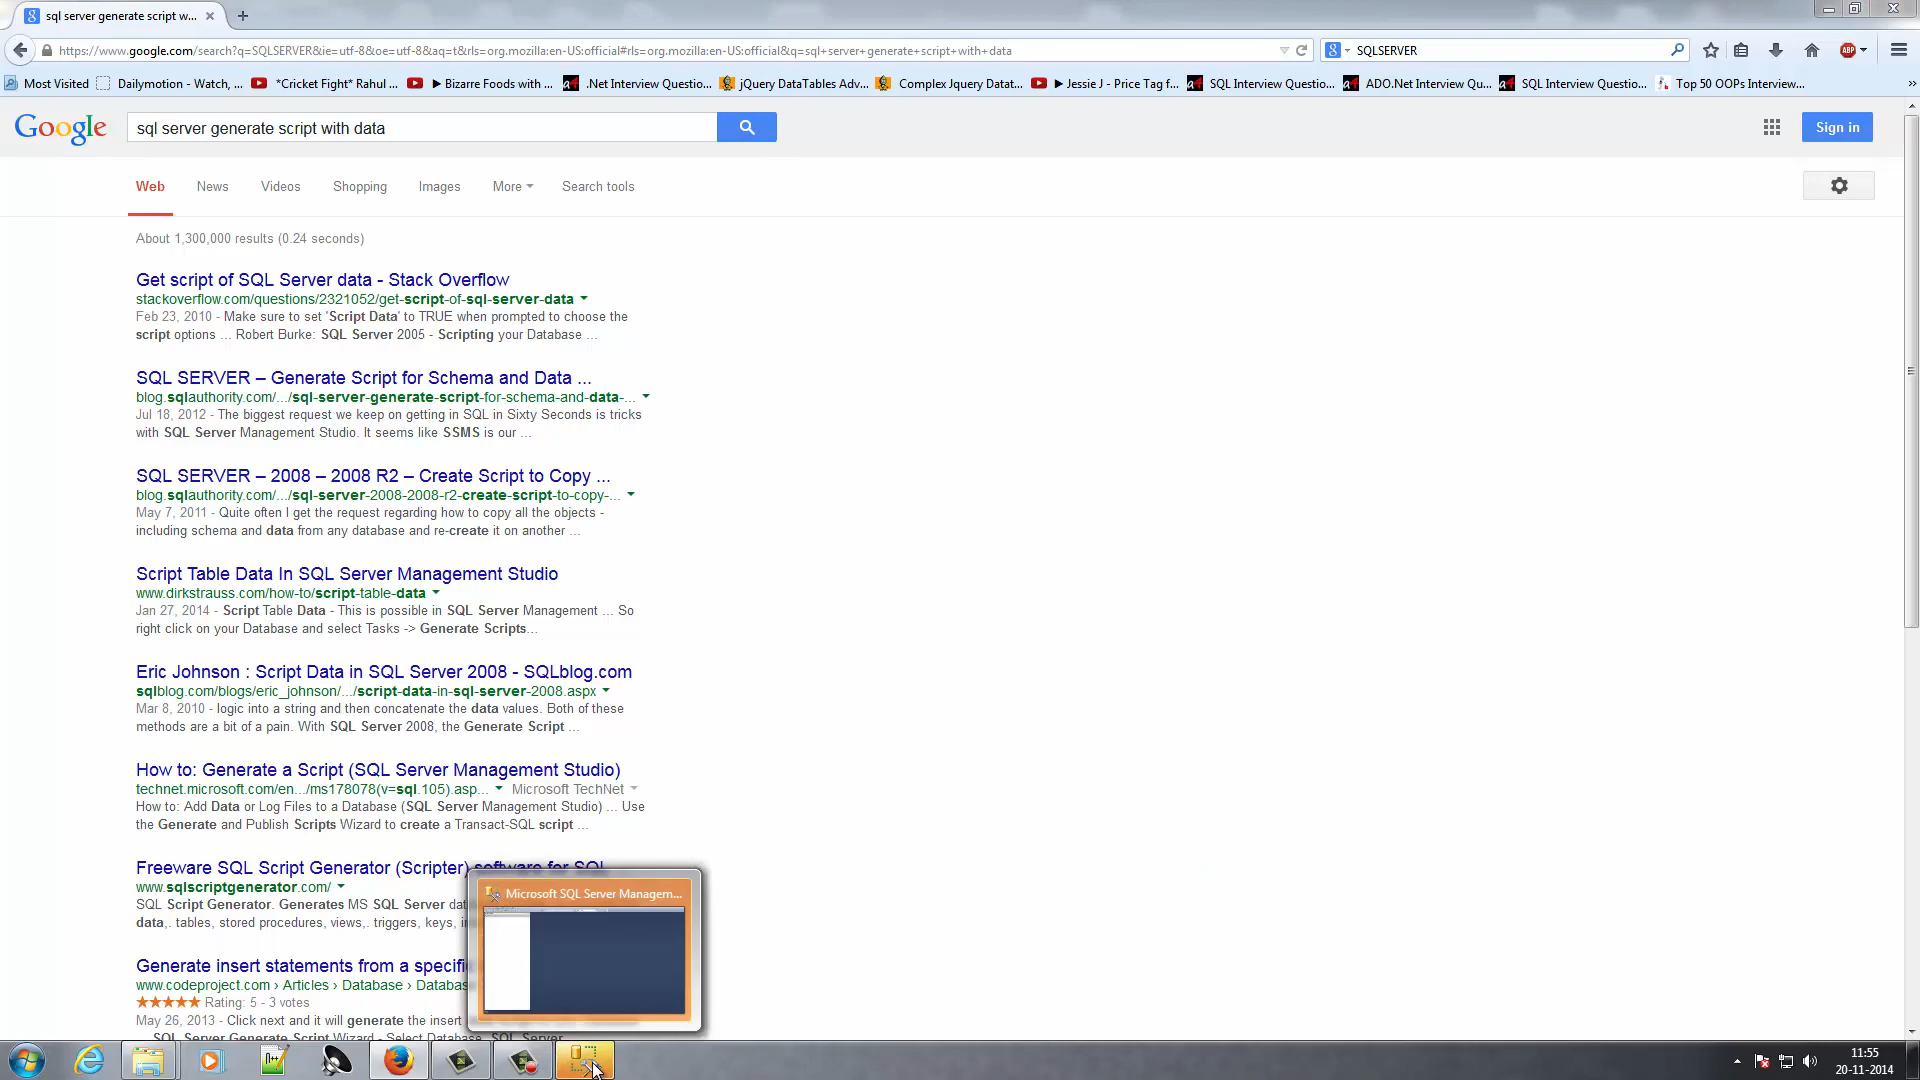 sql server generate script w...
https://www.google.com/search?q=SQLSERVER&ie=utf-8&oe=utf-8&aq=t&rls=org.mozilla:en-US:official#rls=org.mozilla:en-US:official&q=sql+server+generate+script+with+data
SQLSERVER
ABP
Most Visited Dailymotion - Watch, ... *Cricket Fight* Rahul ... ► Bizarre Foods with ... .Net Interview Questio... jQuery DataTables Adv... Complex Jquery Datat... ► Jessie J - Price Tag f... SQL Interview Questio... ADO.Net Interview Qu... SQL Interview Questio... Top 50 OOPs Interview... »
Google
sql server generate script with data
Sign in
Web News Videos Shopping Images More Search tools
About 1,300,000 results (0.24 seconds)
Get script of SQL Server data - Stack Overflow
stackoverflow.com/questions/2321052/get-script-of-sql-server-data
Feb 23, 2010 - Make sure to set 'Script Data' to TRUE when prompted to choose the
script options ... Robert Burke: SQL Server 2005 - Scripting your Database ...
SQL SERVER – Generate Script for Schema and Data ...
blog.sqlauthority.com/.../sql-server-generate-script-for-schema-and-data-...
Jul 18, 2012 - The biggest request we keep on getting in SQL in Sixty Seconds is tricks
with SQL Server Management Studio. It seems like SSMS is our ...
SQL SERVER – 2008 – 2008 R2 – Create Script to Copy ...
blog.sqlauthority.com/.../sql-server-2008-2008-r2-create-script-to-copy-...
May 7, 2011 - Quite often I get the request regarding how to copy all the objects -
including schema and data from any database and re-create it on another ...
Script Table Data In SQL Server Management Studio
www.dirkstrauss.com/how-to/script-table-data
Jan 27, 2014 - Script Table Data - This is possible in SQL Server Management ... So
right click on your Database and select Tasks -> Generate Scripts...
Eric Johnson : Script Data in SQL Server 2008 - SQLblog.com
sqlblog.com/blogs/eric_johnson/.../script-data-in-sql-server-2008.aspx
Mar 8, 2010 - logic into a string and then concatenate the data values. Both of these
methods are a bit of a pain. With SQL Server 2008, the Generate Script ...
How to: Generate a Script (SQL Server Management Studio)
technet.microsoft.com/en.../ms178078(v=sql.105).asp... Microsoft TechNet
How to: Add Data or Log Files to a Database (SQL Server Management Studio) ... Use
the Generate and Publish Scripts Wizard to create a Transact-SQL script ...
Freeware SQL Script Generator (Scripter) software for SQL
www.sqlscriptgenerator.com/
SQL Script Generator. Generates MS SQL Server
data,. tables, stored procedures, views,. triggers, keys,
Microsoft SQL Server Managem...
Generate insert statements from a specifi
www.codeproject.com › Articles › Database ›
Rating: 5 - 3 votes
May 26, 2013 - Click next and it will generate the insert
SQL Server Generate Script Wizard - Select Database, SQL Server
11:55
20-11-2014